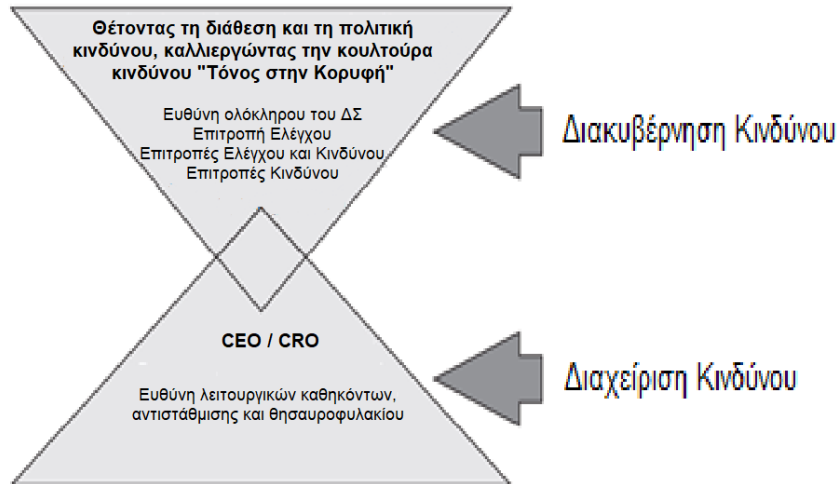 Θέτοντας τη διάθεση και τη πολιτική
κινδύνου, καλλιεργώντας την κουλτούρα
κινδύνου "Τόνος στην Κορυφή"
Ευθύνη ολόκληρου του ΔΣ
Επιτροπή Ελέγχου
Επιτροπές Ελέγχου και Κινδύνου
Επιτροπές Κινδύνου
Διακυβέρνηση Κινδύνου
CEO / CRO
Ευθύνη λειτουργικών καθηκόντων,
αντιστάθμισης και θησαυροφυλακίου
Διαχείριση Κινδύνου